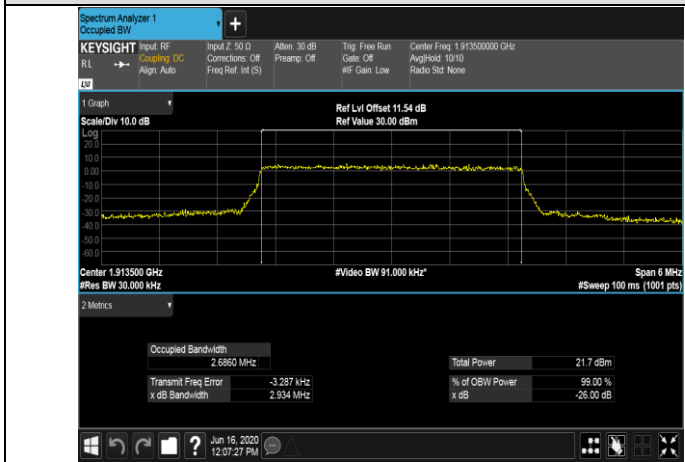 Spectrum Analyzer 1
Occupied BW
+
KEYSIGHT Input: RF Input Z: 50 Ω Atten: 30 dB Trig: Free Run Center Freq: 1.913500000 GHz
RL Coupling: DC Corrections: Off Preamp: Off Gate: Off Avg|Hold: 10/10
Align: Auto Freq Ref: Int (S) #IF Gain: Low Radio Std: None
LXI
1 Graph
Ref Lvl Offset 11.54 dB
Scale/Div 10.0 dB Ref Value 30.00 dBm
Log
20.0
10.0
0.00
-10.0
-20.0
-30.0
-40.0
-50.0
-60.0
Center 1.913500 GHz #Video BW 91.000 kHz* Span 6 MHz
#Res BW 30.000 kHz #Sweep 100 ms (1001 pts)
2 Metrics
Occupied Bandwidth
2.6860 MHz Total Power 21.7 dBm
Transmit Freq Error -3.287 kHz % of OBW Power 99.00 %
x dB Bandwidth 2.934 MHz x dB -26.00 dB
? Jun 16, 2020
12:07:27 PM